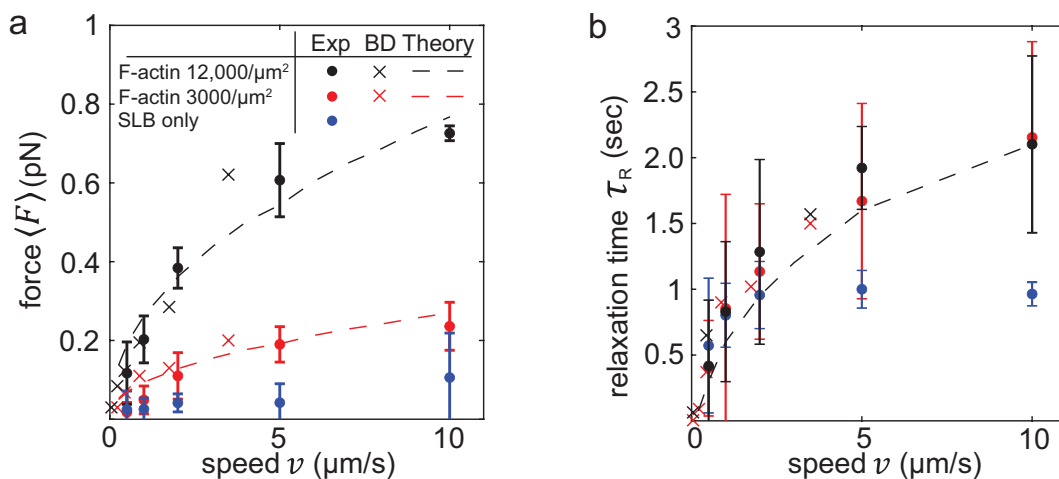 a
Exp BD Theory
F-actin 12,000/µm²
F-actin 3000/µm²
SLB only
1
0.8
0.6
0.4
0.2
0 5 10
force ⟨F⟩ (pN)
speed v (µm/s)
b
3.0
2.5
2.0
1.5
1.0
0.5
0 5 10
relaxation time τR (sec)
speed v (µm/s)